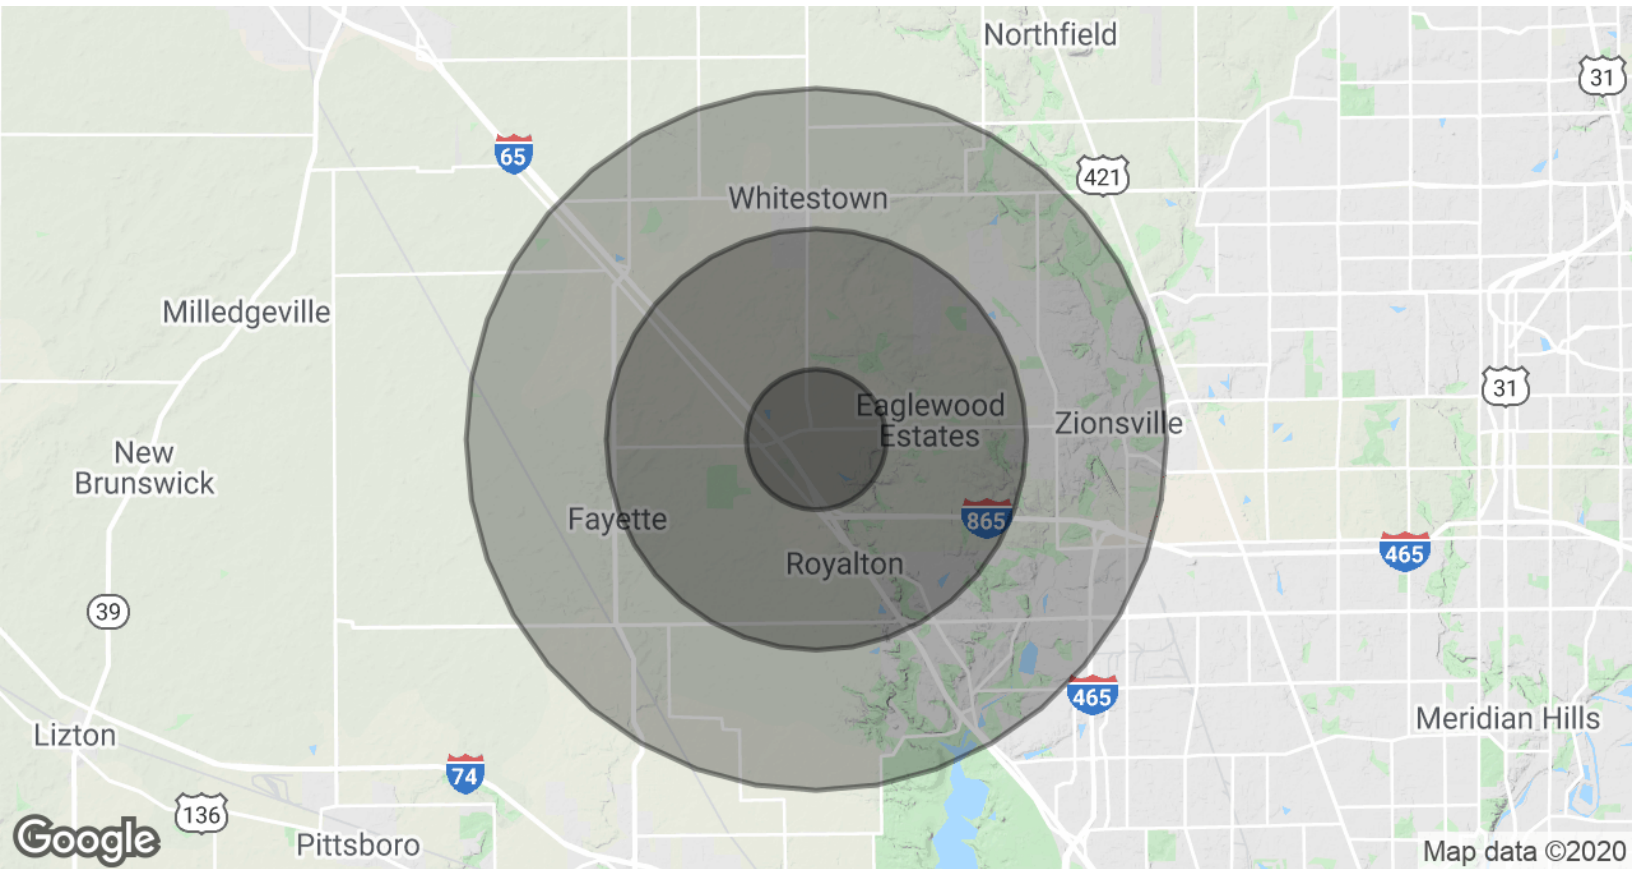 Northfield
31
65
421
Whitestown
Milledgeville
31
Eaglewood
Estates
Zionsville
New
Brunswick
Fayette
865
465
Royalton
39
465
Meridian Hills
Lizton
74
136
Google
Pittsboro
Map data ©2020